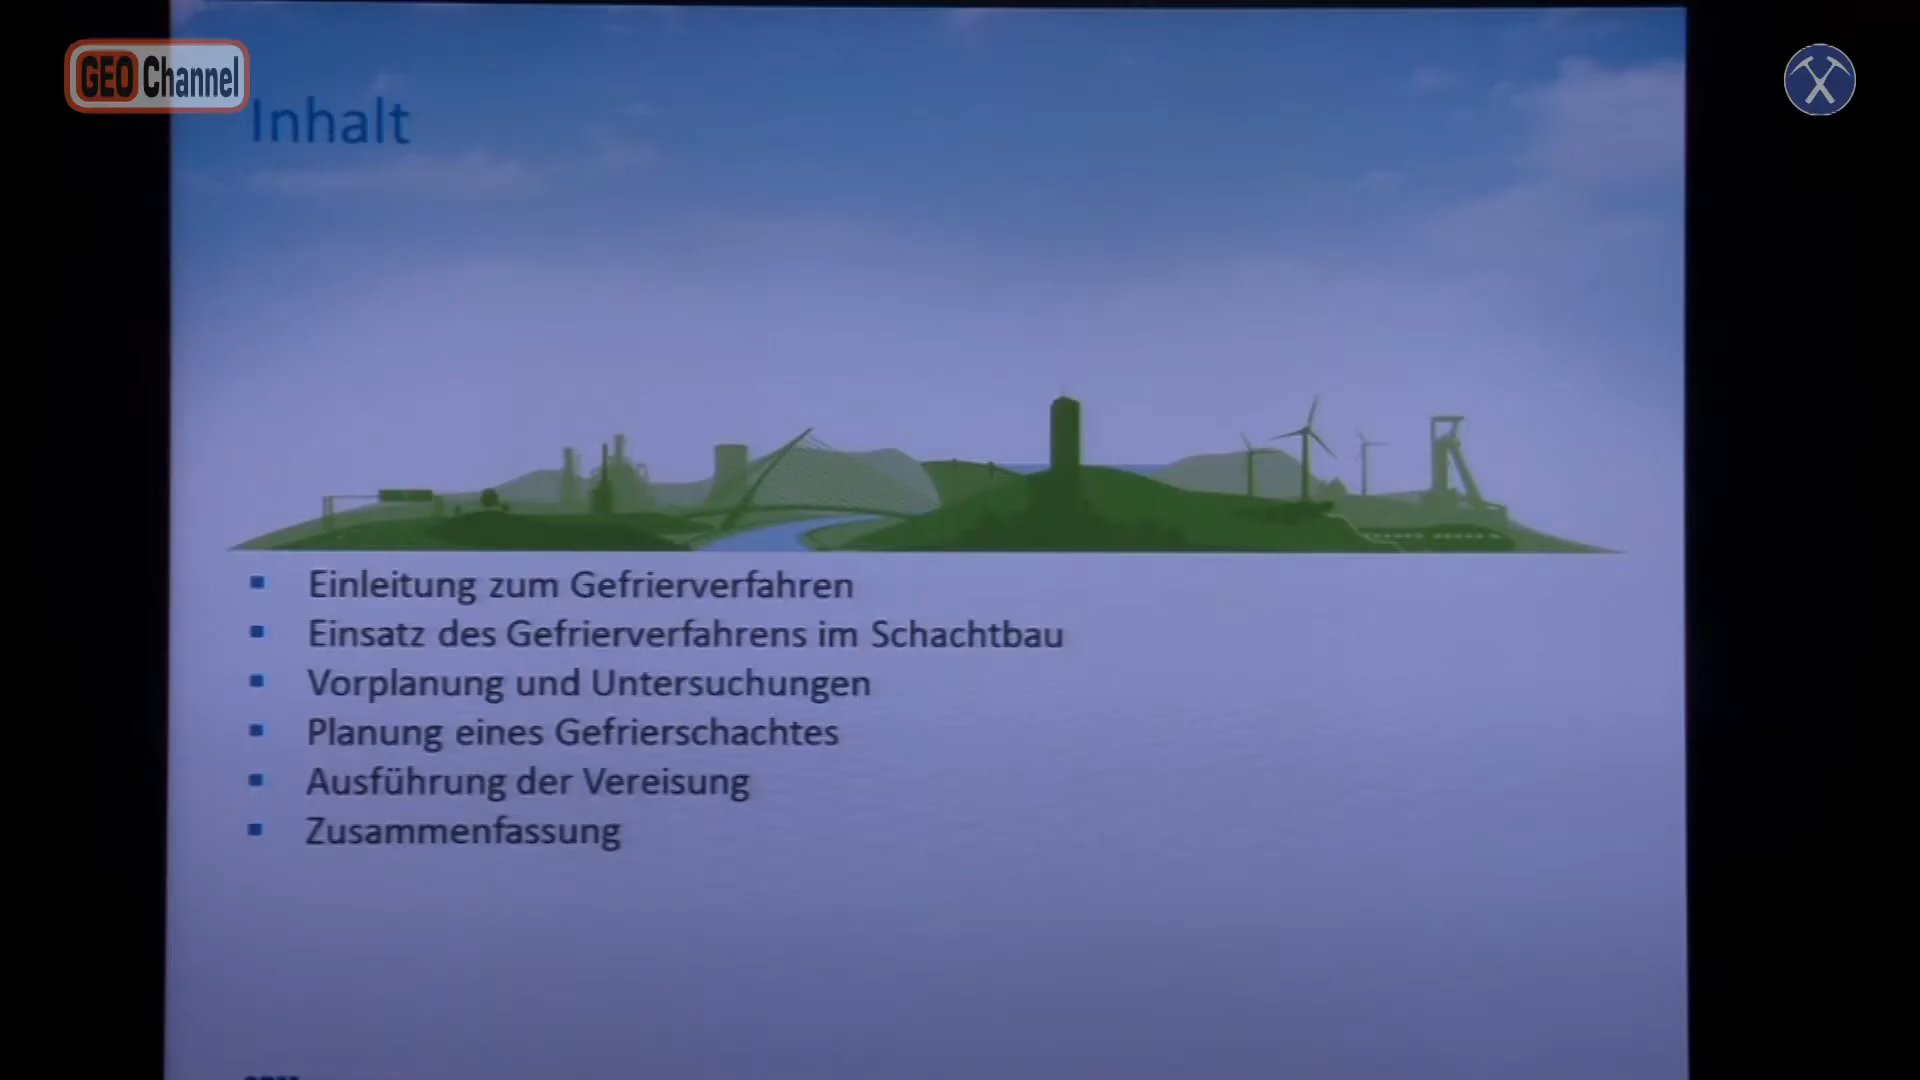 GEO Channel
Inhalt
Einleitung zum Gefrierverfahren
Einsatz des Gefrierverfahrens im Schachtbau
Vorplanung und Untersuchungen
Planung eines Gefrierschachtes
Ausführung der Vereisung
Zusammenfassung